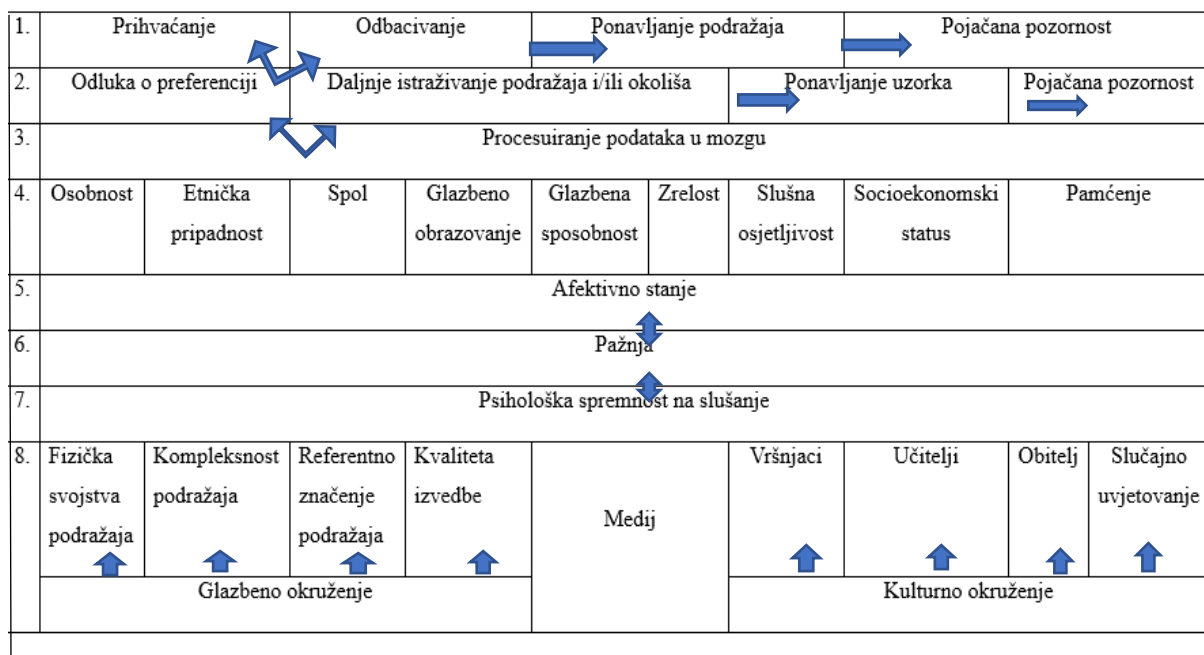 1. Prihvaćanje Odbacivanje Ponavljanje podražaja Pojačana pozornost
2. Odluka o preferenciji Daljnje istraživanje podražaja i/ili okoliša Ponavljanje uzorka Pojačana pozornost
3. Procesuiranje podataka u mozgu
4. Osobnost Etnička Spol Glazbeno Glazbena Zrelost Slušna Socioekonomski Pamćenje
pripadnost obrazovanje sposobnost osjetljivost status
5. Afektivno stanje
6. Pažnja
7. Psihološka spremnost na slušanje
8. Fizička Kompleksnost Referentno Kvaliteta Vršnjaci Učitelji Obitelj Slučajno
svojstva podražaja značenje izvedbe uvjetovanje
Medij
podražaja podražaja
Glazbeno okruženje Kulturno okruženje